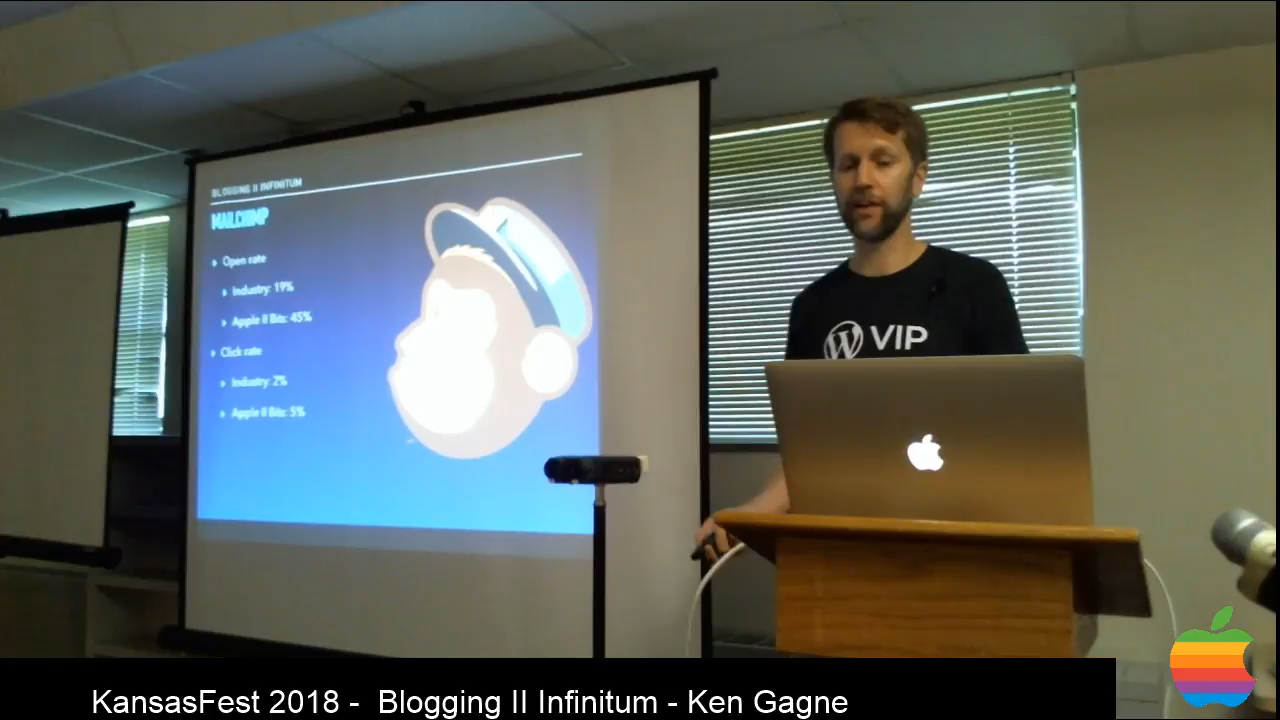 BLOGGING II INFINITUM
MAILCHIMP
Open rate
Industry: 19%
Apple II Bits: 45%
Click rate
Industry: 2%
Apple II Bits: 5%
VIP
KansasFest 2018 - Blogging II Infinitum - Ken Gagne